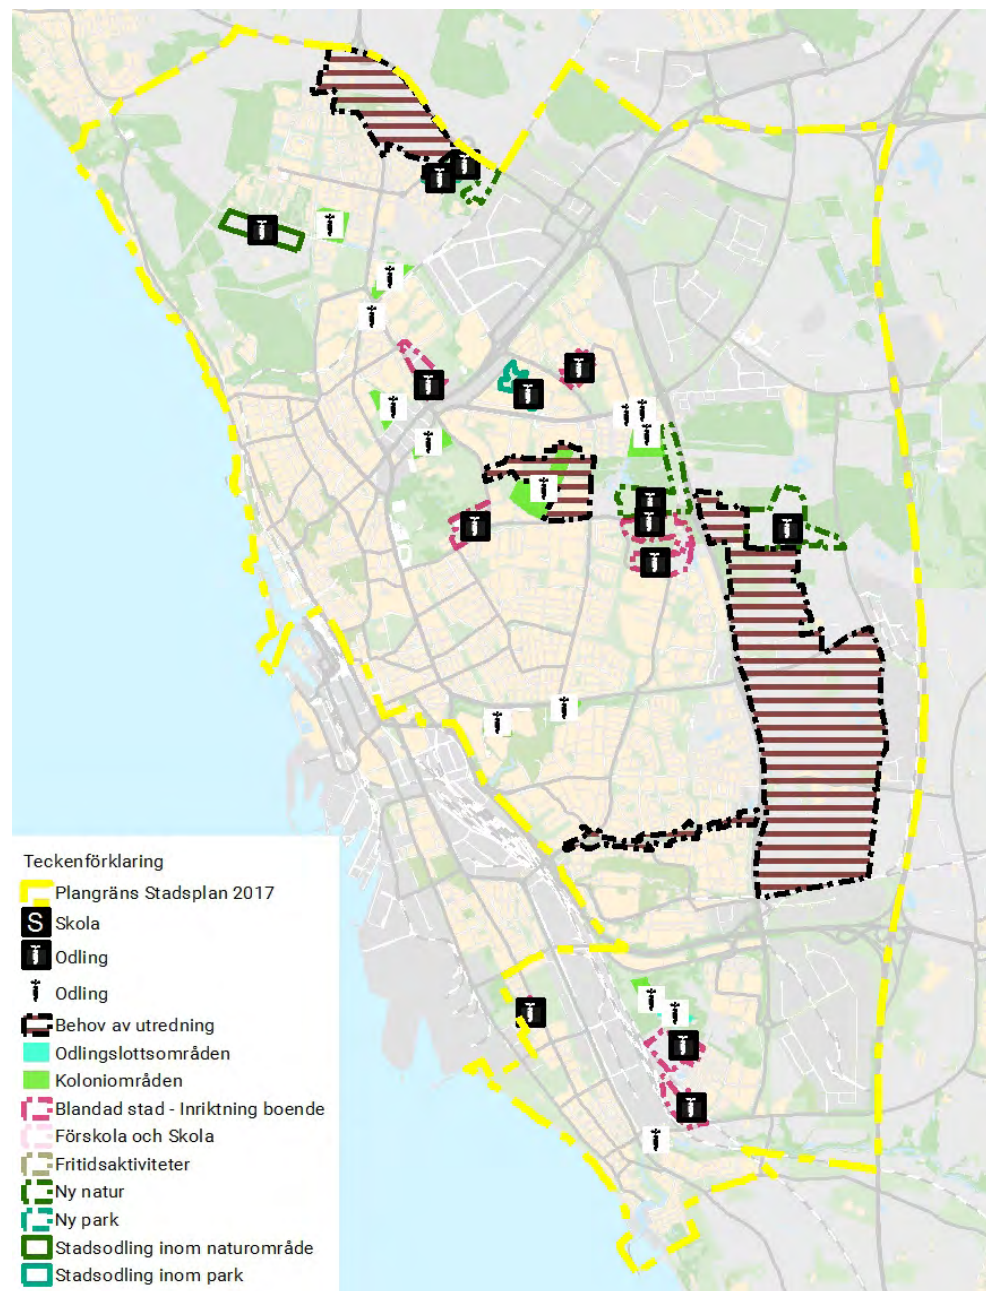 Teckenförklaring
Plangräns Stadsplan 2017
S Skola
Odling
Odling
Behov av utredning
Odlingslottsområden
Koloniområden
Blandad stad - Inriktning boende
Förskola och Skola
Fritidsaktiviteter
Ny natur
Ny park
Stadsodling inom naturområde
Stadsodling inom park